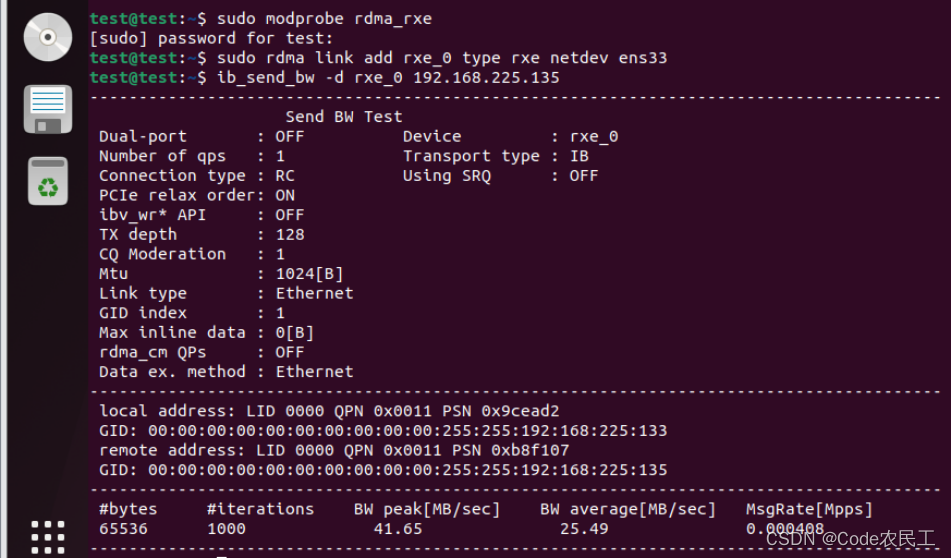 test@test:~$ sudo modprobe rdma_rxe
[sudo] password for test:
test@test:~$ sudo rdma link add rxe_0 type rxe netdev ens33
test@test:~$ ib_send_bw -d rxe_0 192.168.225.135
---------------------------------------------------------------------------------------
Send BW Test
Dual-port : OFF Device : rxe_0
Number of qps : 1 Transport type : IB
Connection type : RC Using SRQ : OFF
PCIe relax order: ON
ibv_wr* API : OFF
TX depth : 128
CQ Moderation : 1
Mtu : 1024[B]
Link type : Ethernet
GID index : 1
Max inline data : 0[B]
rdma_cm QPs : OFF
Data ex. method : Ethernet
---------------------------------------------------------------------------------------
local address: LID 0000 QPN 0x0011 PSN 0x9cead2
GID: 00:00:00:00:00:00:00:00:00:00:255:255:192:168:225:133
remote address: LID 0000 QPN 0x0011 PSN 0xb8f107
GID: 00:00:00:00:00:00:00:00:00:00:255:255:192:168:225:135
---------------------------------------------------------------------------------------
#bytes #iterations BW peak[MB/sec] BW average[MB/sec] MsgRate[Mpps]
65536 1000 41.65 25.49 0.000408
---------------------------------------------------------------------------------------
CSDN @Code农民工